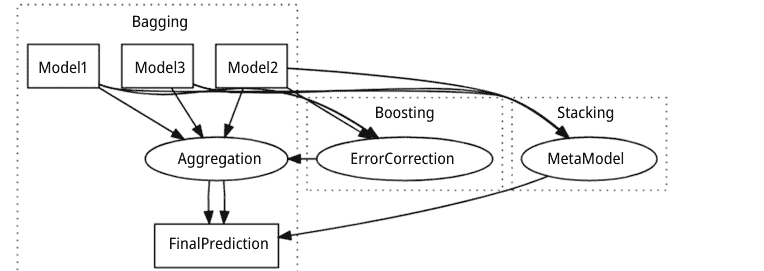 Bagging
Model1
Model3
Model2
Boosting
Stacking
Aggregation
ErrorCorrection
MetaModel
FinalPrediction